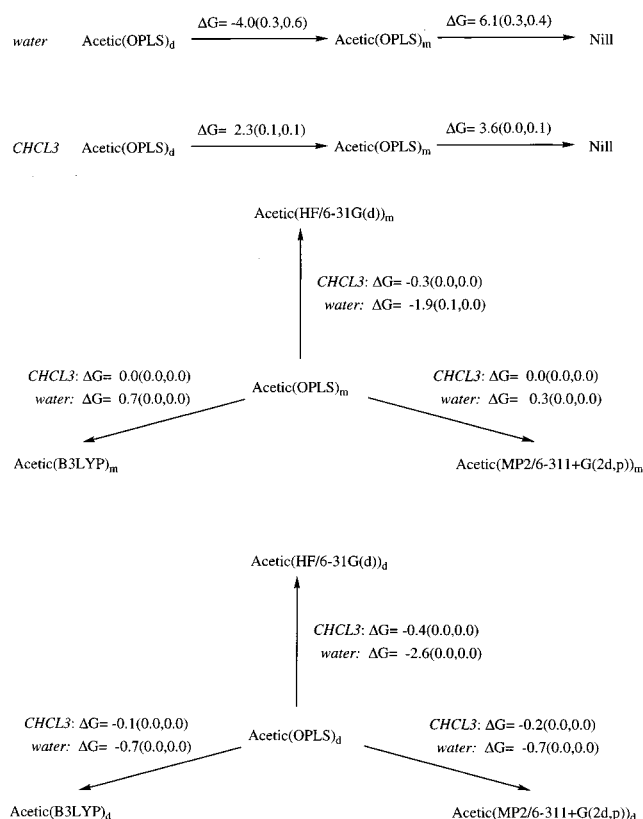 ΔG= -4.0(0.3,0.6) ΔG= 6.1(0.3,0.4)
water Acetic(OPLS)d Acetic(OPLS)m Nill
ΔG= 2.3(0.1,0.1) ΔG= 3.6(0.0,0.1)
CHCL3 Acetic(OPLS)d Acetic(OPLS)m Nill
Acetic(HF/6-31G(d))m
CHCL3: ΔG= -0.3(0.0,0.0)
water: ΔG= -1.9(0.1,0.0)
CHCL3: ΔG= 0.0(0.0,0.0) CHCL3: ΔG= 0.0(0.0,0.0)
water: ΔG= 0.7(0.0,0.0) Acetic(OPLS)m water: ΔG= 0.3(0.0,0.0)
Acetic(B3LYP)m Acetic(MP2/6-311+G(2d,p))m
Acetic(HF/6-31G(d))d
CHCL3: ΔG= -0.4(0.0,0.0)
water: ΔG= -2.6(0.0,0.0)
CHCL3: ΔG= -0.1(0.0,0.0) CHCL3: ΔG= -0.2(0.0,0.0)
water: ΔG= -0.7(0.0,0.0) Acetic(OPLS)d water: ΔG= -0.7(0.0,0.0)
Acetic(B3LYP)d Acetic(MP2/6-311+G(2d,p))d